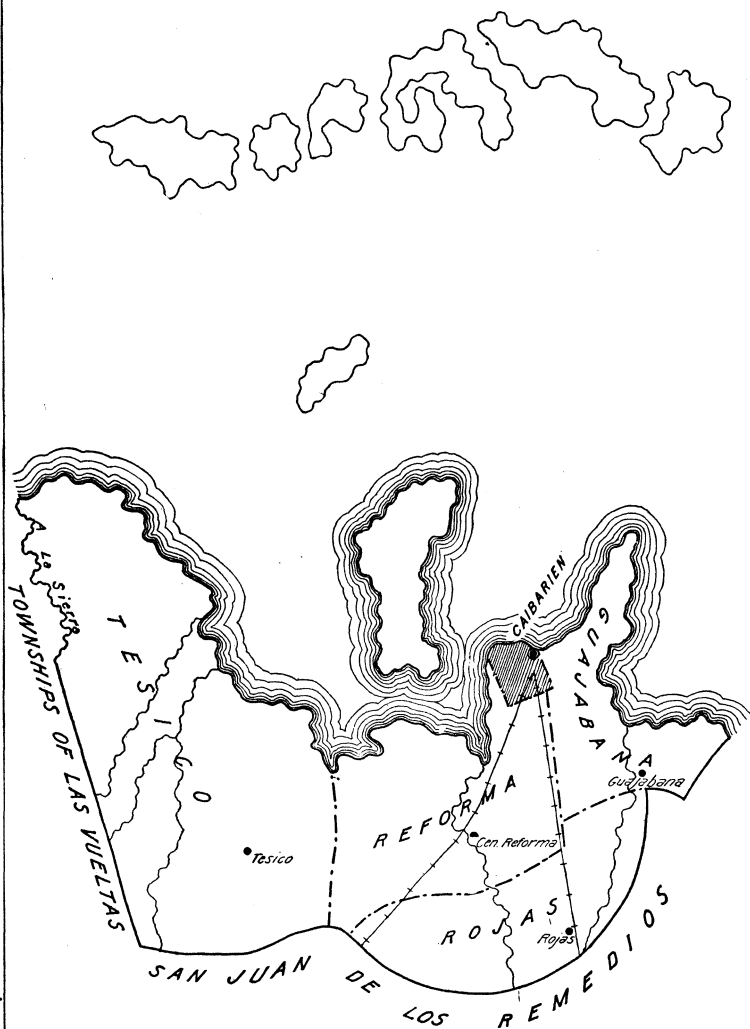 CAIBARIEN
GUAJABANA
A La Sierra
TOWNSHIPS OF LAS VUELTAS
TESICO
Guajabana
REFORMA
Cen. Reforma
Tesico
ROJAS
Rojas
SAN JUAN DE LOS REMEDIOS